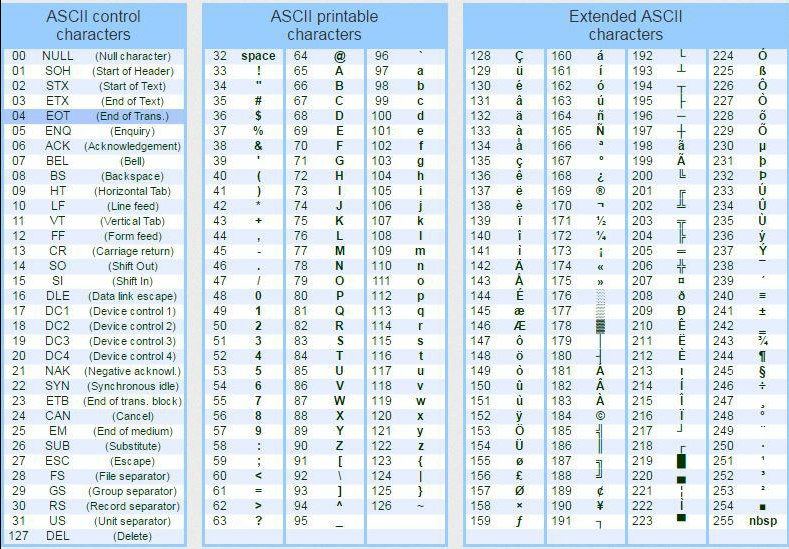 ASCII control characters ASCII printable characters Extended ASCII characters
00 NULL (Null character) 32 space 64 @ 96 ` 128 Ç 160 á 192 └ 224 Ó
01 SOH (Start of Header) 33 ! 65 A 97 a 129 ü 161 í 193 ┴ 225 ß
02 STX (Start of Text) 34 " 66 B 98 b 130 é 162 ó 194 ┬ 226 Ô
03 ETX (End of Text) 35 # 67 C 99 c 131 â 163 ú 195 ├ 227 Ò
04 EOT (End of Trans.) 36 $ 68 D 100 d 132 ä 164 ñ 196 ─ 228 õ
05 ENQ (Enquiry) 37 % 69 E 101 e 133 à 165 Ñ 197 ┼ 229 Õ
06 ACK (Acknowledgement) 38 & 70 F 102 f 134 å 166 ª 198 ã 230 µ
07 BEL (Bell) 39 ' 71 G 103 g 135 ç 167 º 199 Ã 231 þ
08 BS (Backspace) 40 ( 72 H 104 h 136 ê 168 ¿ 200 ╚ 232 Þ
09 HT (Horizontal Tab) 41 ) 73 I 105 i 137 ë 169 ® 201 ╔ 233 Ú
10 LF (Line feed) 42 * 74 J 106 j 138 è 170 ¬ 202 ╩ 234 Û
11 VT (Vertical Tab) 43 + 75 K 107 k 139 ï 171 ½ 203 ╦ 235 Ù
12 FF (Form feed) 44 , 76 L 108 l 140 î 172 ¼ 204 ╠ 236 ý
13 CR (Carriage return) 45 - 77 M 109 m 141 ì 173 ¡ 205 ═ 237 Ý
14 SO (Shift Out) 46 . 78 N 110 n 142 Ä 174 « 206 ╬ 238 ¯
15 SI (Shift In) 47 / 79 O 111 o 143 Å 175 » 207 ¤ 239 ´
16 DLE (Data link escape) 48 0 80 P 112 p 144 É 176 ░ 208 ð 240 ≡
17 DC1 (Device control 1) 49 1 81 Q 113 q 145 æ 177 ▒ 209 Ð 241 ±
18 DC2 (Device control 2) 50 2 82 R 114 r 146 Æ 178 ▓ 210 Ê 242 ‗
19 DC3 (Device control 3) 51 3 83 S 115 s 147 ô 179 │ 211 Ë 243 ¾
20 DC4 (Device control 4) 52 4 84 T 116 t 148 ö 180 ┤ 212 È 244 ¶
21 NAK (Negative acknowl.) 53 5 85 U 117 u 149 ò 181 Á 213 ı 245 §
22 SYN (Synchronous idle) 54 6 86 V 118 v 150 û 182 Â 214 Í 246 ÷
23 ETB (End of trans. block) 55 7 87 W 119 w 151 ù 183 À 215 Î 247 ¸
24 CAN (Cancel) 56 8 88 X 120 x 152 ÿ 184 © 216 Ï 248 °
25 EM (End of medium) 57 9 89 Y 121 y 153 Ö 185 ╣ 217 ┘ 249 ¨
26 SUB (Substitute) 58 : 90 Z 122 z 154 Ü 186 ║ 218 ┌ 250 ·
27 ESC (Escape) 59 ; 91 [ 123 { 155 ø 187 ╗ 219 █ 251 ¹
28 FS (File separator) 60 < 92 \ 124 | 156 £ 188 ╝ 220 ▄ 252 ³
29 GS (Group separator) 61 = 93 ] 125 } 157 Ø 189 ¢ 221 ¦ 253 ²
30 RS (Record separator) 62 > 94 ^ 126 ~ 158 × 190 ¥ 222 Ì 254 ■
31 US (Unit separator) 63 ? 95 _ 159 ƒ 191 ┐ 223 ▀ 255 nbsp
127 DEL (Delete)